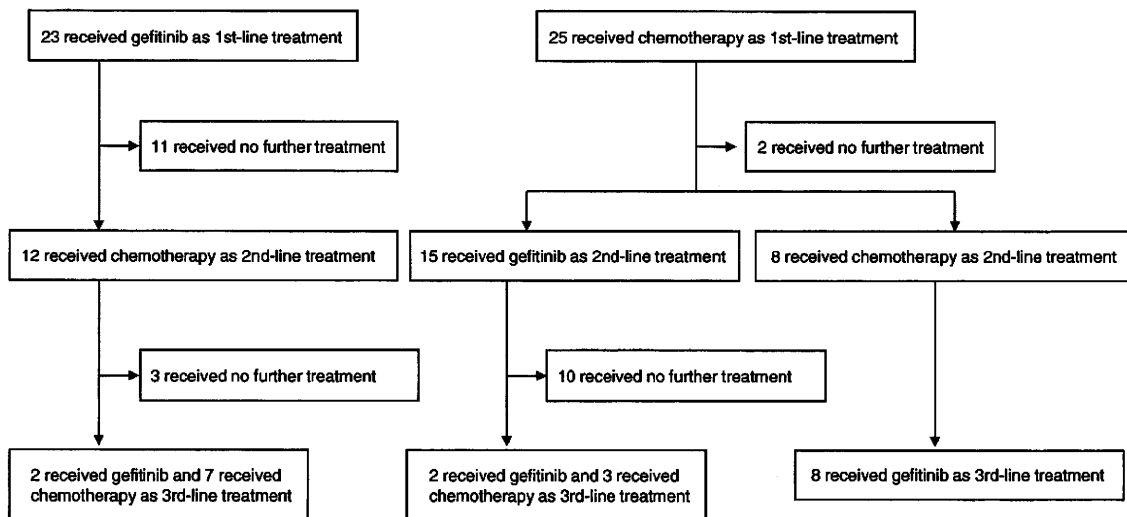 23 received gefitinib as 1st-line treatment
25 received chemotherapy as 1st-line treatment
11 received no further treatment
2 received no further treatment
12 received chemotherapy as 2nd-line treatment
15 received gefitinib as 2nd-line treatment
8 received chemotherapy as 2nd-line treatment
3 received no further treatment
10 received no further treatment
2 received gefitinib and 7 received
chemotherapy as 3rd-line treatment
2 received gefitinib and 3 received
chemotherapy as 3rd-line treatment
8 received gefitinib as 3rd-line treatment